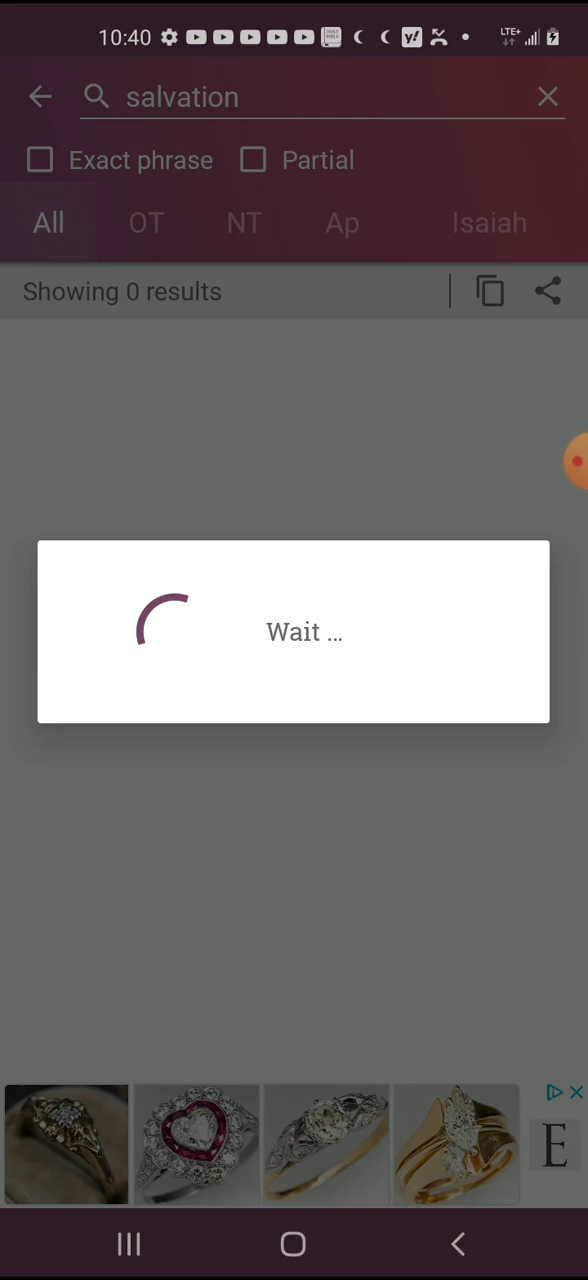 10:40 LTE+
salvation
Exact phrase Partial
All OT NT Ap Isaiah
Showing 0 results
Wait ...
E